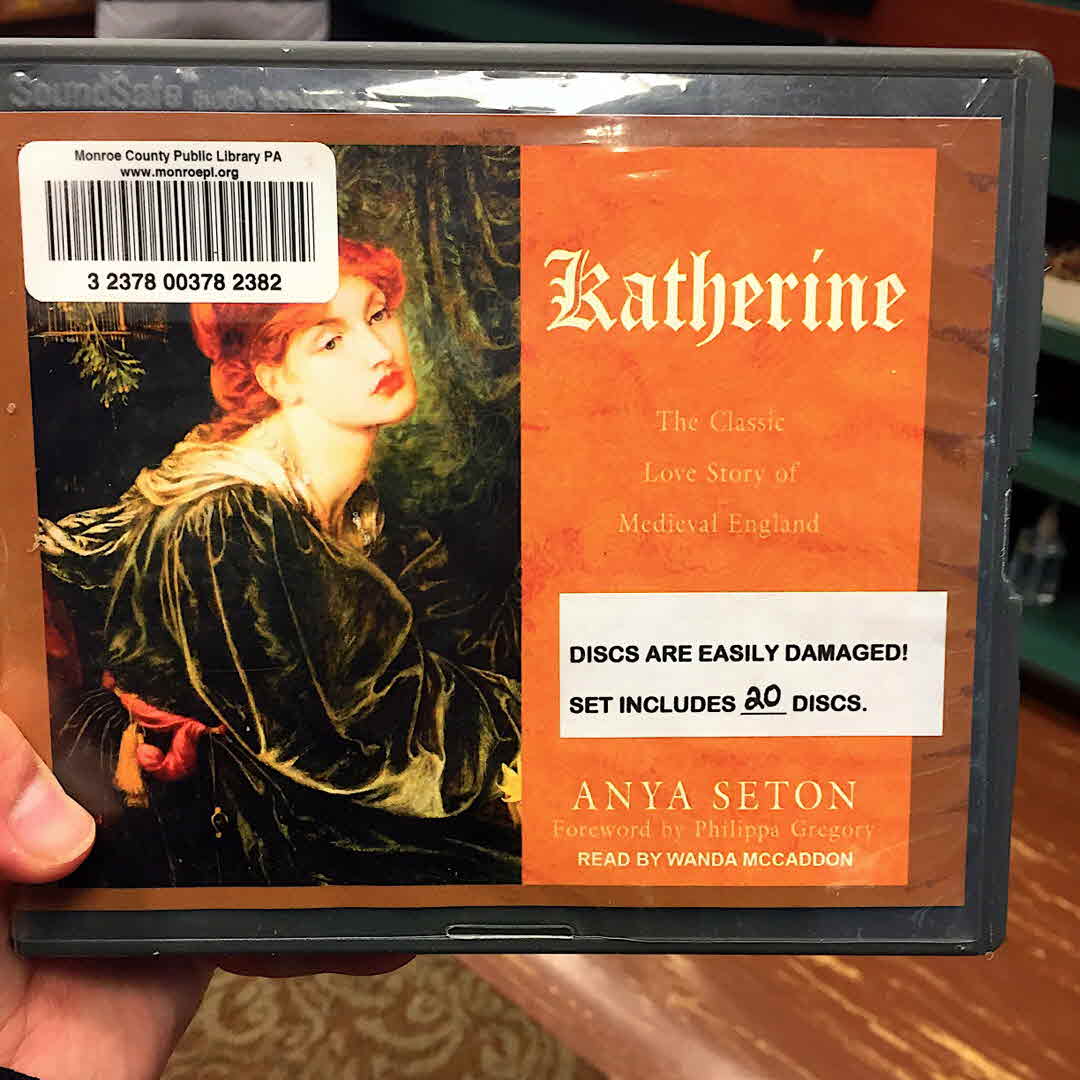 SoundSafe audio books
Monroe County Public Library PA
www.monroepl.org
3 2378 00378 2382
Katherine
The Classic
Love Story of
Medieval England
DISCS ARE EASILY DAMAGED!
SET INCLUDES 20 DISCS.
ANYA SETON
Foreword by Philippa Gregory
READ BY WANDA MCCADDON